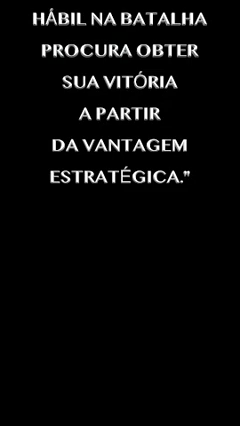 HÁBIL NA BATALHA
PROCURA OBTER
SUA VITÓRIA
A PARTIR
DA VANTAGEM
ESTRATÉGICA."